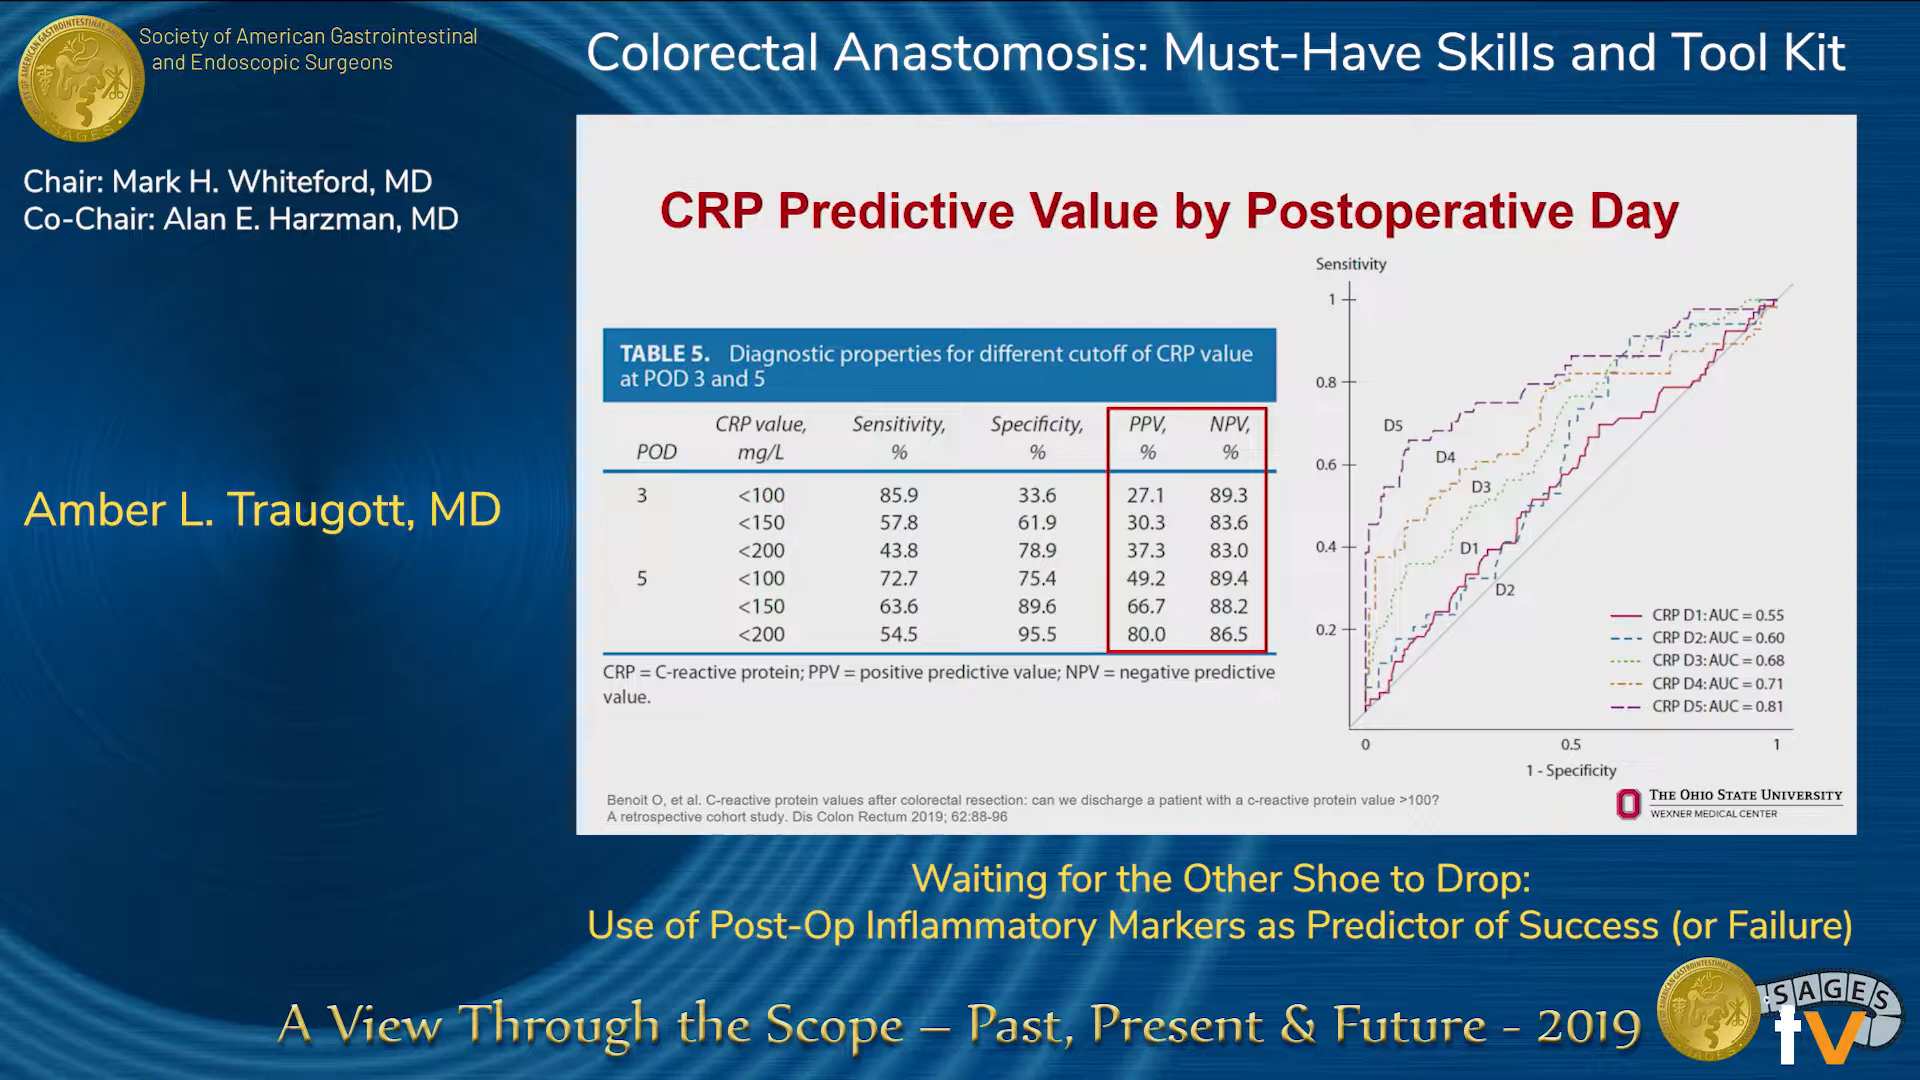 Society of American Gastrointestinal
and Endoscopic Surgeons
Colorectal Anastomosis: Must-Have Skills and Tool Kit
Chair: Mark H. Whiteford, MD
Co-Chair: Alan E. Harzman, MD
Amber L. Traugott, MD
CRP Predictive Value by Postoperative Day
TABLE 5. Diagnostic properties for different cutoff of CRP value
at POD 3 and 5
POD CRP value, mg/L Sensitivity, % Specificity, % PPV, % NPV, %
3 <100 85.9 33.6 27.1 89.3
<150 57.8 61.9 30.3 83.6
<200 43.8 78.9 37.3 83.0
5 <100 72.7 75.4 49.2 89.4
<150 63.6 89.6 66.7 88.2
<200 54.5 95.5 80.0 86.5
CRP = C-reactive protein; PPV = positive predictive value; NPV = negative predictive
value.
Sensitivity
1
0.8
0.6
0.4
0.2
D5
D4
D3
D1
D2
CRP D1: AUC = 0.55
CRP D2: AUC = 0.60
CRP D3: AUC = 0.68
CRP D4: AUC = 0.71
CRP D5: AUC = 0.81
0 0.5 1
1 - Specificity
Benoit O, et al. C-reactive protein values after colorectal resection: can we discharge a patient with a c-reactive protein value >100?
A retrospective cohort study. Dis Colon Rectum 2019; 62:88-96
THE OHIO STATE UNIVERSITY
WEXNER MEDICAL CENTER
Waiting for the Other Shoe to Drop:
Use of Post-Op Inflammatory Markers as Predictor of Success (or Failure)
A View Through the Scope – Past, Present & Future - 2019
SAGES
tv